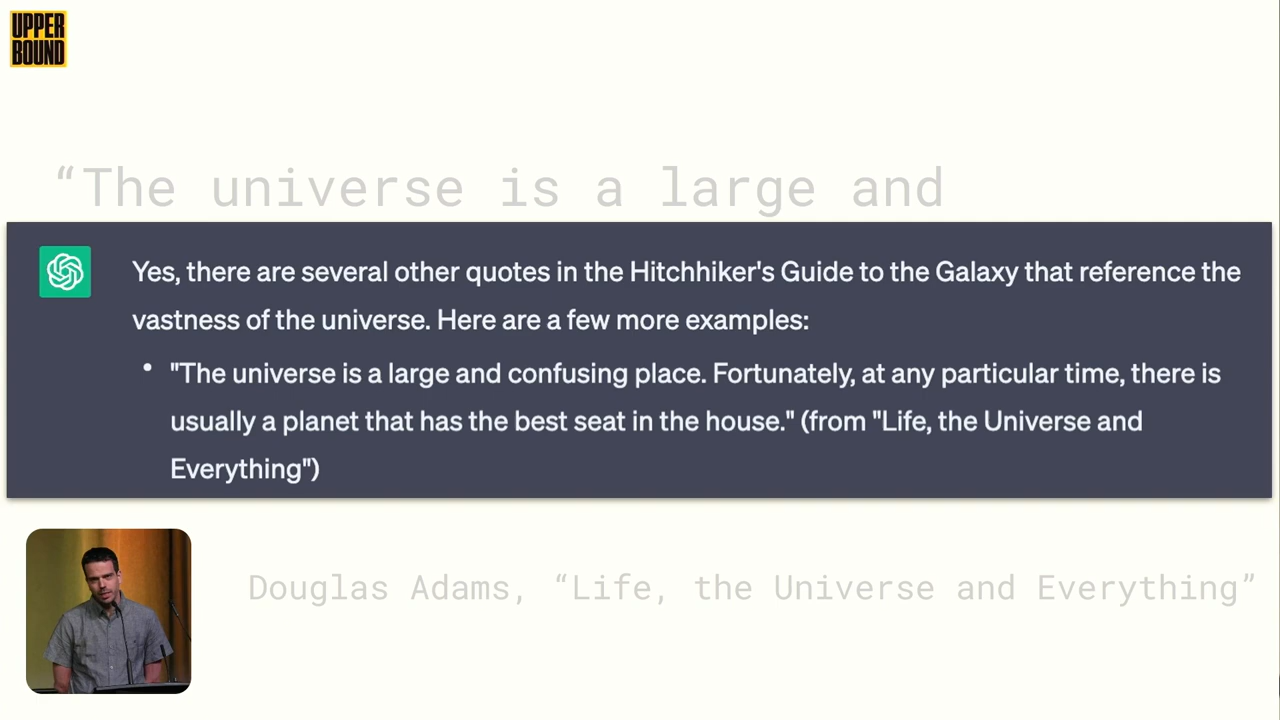 UPPER
BOUND
“The universe is a large and
Yes, there are several other quotes in the Hitchhiker's Guide to the Galaxy that reference the
vastness of the universe. Here are a few more examples:
• "The universe is a large and confusing place. Fortunately, at any particular time, there is
usually a planet that has the best seat in the house." (from "Life, the Universe and
Everything")
Douglas Adams, “Life, the Universe and Everything”